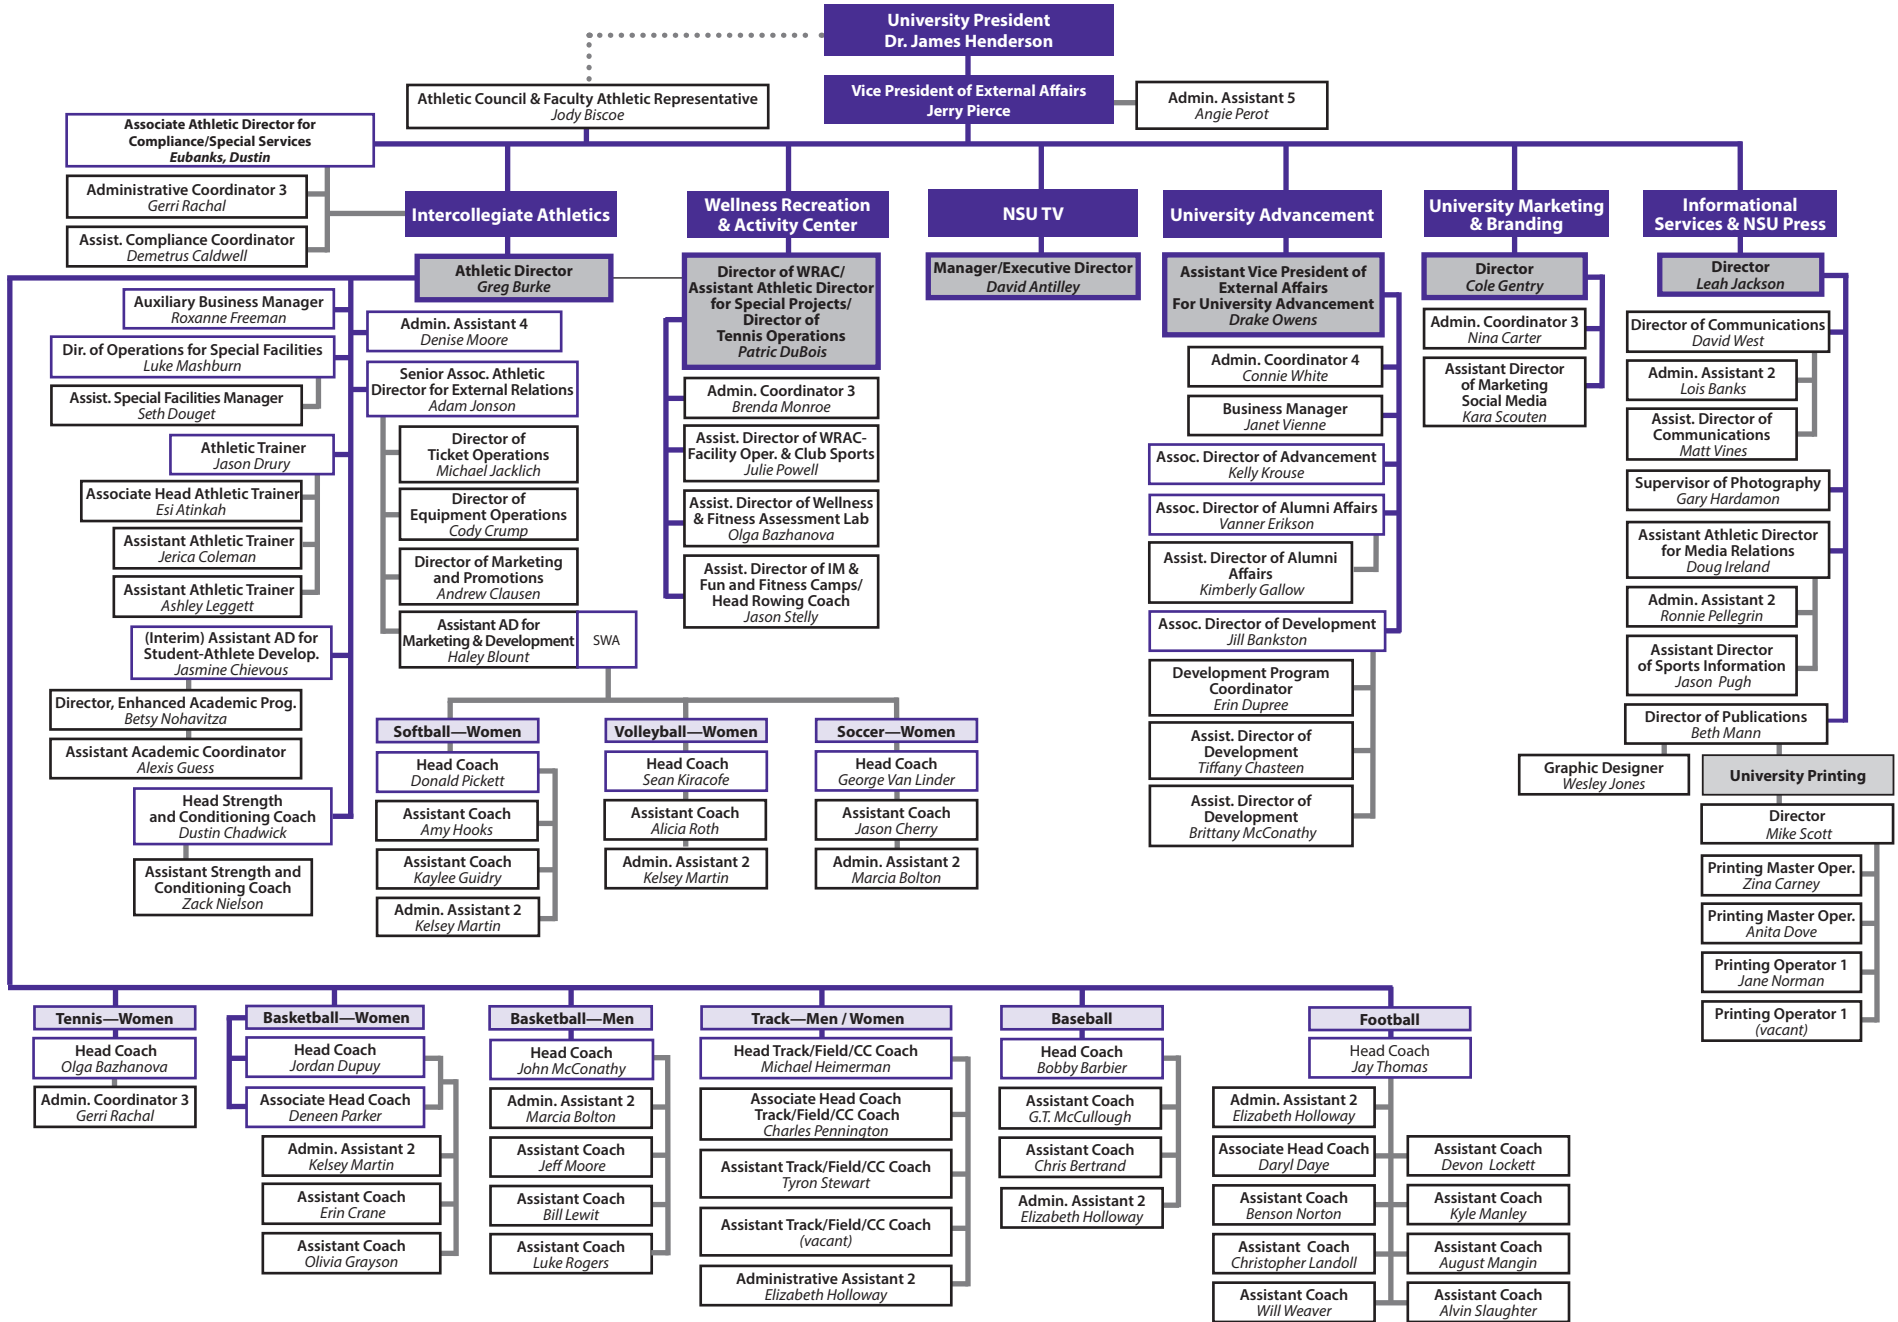 University President
Dr. James Henderson
Vice President of External Affairs
Jerry Pierce
Admin. Assistant 5
Angie Perot
Athletic Council & Faculty Athletic Representative
Jody Biscoe
Associate Athletic Director for
Compliance/Special Services
Eubanks, Dustin
Administrative Coordinator 3
Gerri Rachal
Assist. Compliance Coordinator
Demetrus Caldwell
Intercollegiate Athletics
Athletic Director
Greg Burke
Auxiliary Business Manager
Roxanne Freeman
Dir. of Operations for Special Facilities
Luke Mashburn
Assist. Special Facilities Manager
Seth Douget
Athletic Trainer
Jason Drury
Associate Head Athletic Trainer
Esi Atinkah
Assistant Athletic Trainer
Jerica Coleman
Assistant Athletic Trainer
Ashley Leggett
(Interim) Assistant AD for
Student-Athlete Develop.
Jasmine Chievous
Director, Enhanced Academic Prog.
Betsy Nohavitza
Assistant Academic Coordinator
Alexis Guess
Head Strength
and Conditioning Coach
Dustin Chadwick
Assistant Strength and
Conditioning Coach
Zack Nielson
Admin. Assistant 4
Denise Moore
Senior Assoc. Athletic
Director for External Relations
Adam Jonson
Director of
Ticket Operations
Michael Jacklich
Director of
Equipment Operations
Cody Crump
Director of Marketing
and Promotions
Andrew Clausen
Assistant AD for
Marketing & Development
Haley Blount
SWA
Softball—Women
Head Coach
Donald Pickett
Assistant Coach
Amy Hooks
Assistant Coach
Kaylee Guidry
Admin. Assistant 2
Kelsey Martin
Volleyball—Women
Head Coach
Sean Kiracofe
Assistant Coach
Alicia Roth
Admin. Assistant 2
Kelsey Martin
Soccer—Women
Head Coach
George Van Linder
Assistant Coach
Jason Cherry
Admin. Assistant 2
Marcia Bolton
Wellness Recreation
& Activity Center
Director of WRAC/
Assistant Athletic Director
for Special Projects/
Director of
Tennis Operations
Patric DuBois
Admin. Coordinator 3
Brenda Monroe
Assist. Director of WRAC-
Facility Oper. & Club Sports
Julie Powell
Assist. Director of Wellness
& Fitness Assessment Lab
Olga Bazhanova
Assist. Director of IM &
Fun and Fitness Camps/
Head Rowing Coach
Jason Stelly
NSU TV
Manager/Executive Director
David Antilley
University Advancement
Assistant Vice President of
External Affairs
For University Advancement
Drake Owens
Admin. Coordinator 4
Connie White
Business Manager
Janet Vienne
Assoc. Director of Advancement
Kelly Krouse
Assoc. Director of Alumni Affairs
Vanner Erikson
Assist. Director of Alumni
Affairs
Kimberly Gallow
Assoc. Director of Development
Jill Bankston
Development Program
Coordinator
Erin Dupree
Assist. Director of
Development
Tiffany Chasteen
Assist. Director of
Development
Brittany McConathy
University Marketing
& Branding
Director
Cole Gentry
Admin. Coordinator 3
Nina Carter
Assistant Director
of Marketing
Social Media
Kara Scouten
Informational
Services & NSU Press
Director
Leah Jackson
Director of Communications
David West
Admin. Assistant 2
Lois Banks
Assist. Director of
Communications
Matt Vines
Supervisor of Photography
Gary Hardamon
Assistant Athletic Director
for Media Relations
Doug Ireland
Admin. Assistant 2
Ronnie Pellegrin
Assistant Director
of Sports Information
Jason Pugh
Director of Publications
Beth Mann
Graphic Designer
Wesley Jones
University Printing
Director
Mike Scott
Printing Master Oper.
Zina Carney
Printing Master Oper.
Anita Dove
Printing Operator 1
Jane Norman
Printing Operator 1
(vacant)
Tennis—Women
Head Coach
Olga Bazhanova
Admin. Coordinator 3
Gerri Rachal
Basketball—Women
Head Coach
Jordan Dupuy
Associate Head Coach
Deneen Parker
Admin. Assistant 2
Kelsey Martin
Assistant Coach
Erin Crane
Assistant Coach
Olivia Grayson
Basketball—Men
Head Coach
John McConathy
Admin. Assistant 2
Marcia Bolton
Assistant Coach
Jeff Moore
Assistant Coach
Bill Lewit
Assistant Coach
Luke Rogers
Track—Men / Women
Head Track/Field/CC Coach
Michael Heimerman
Associate Head Coach
Track/Field/CC Coach
Charles Pennington
Assistant Track/Field/CC Coach
Tyron Stewart
Assistant Track/Field/CC Coach
(vacant)
Administrative Assistant 2
Elizabeth Holloway
Baseball
Head Coach
Bobby Barbier
Assistant Coach
G.T. McCullough
Assistant Coach
Chris Bertrand
Admin. Assistant 2
Elizabeth Holloway
Football
Head Coach
Jay Thomas
Admin. Assistant 2
Elizabeth Holloway
Associate Head Coach
Daryl Daye
Assistant Coach
Devon Lockett
Assistant Coach
Benson Norton
Assistant Coach
Kyle Manley
Assistant Coach
Christopher Landoll
Assistant Coach
August Mangin
Assistant Coach
Will Weaver
Assistant Coach
Alvin Slaughter